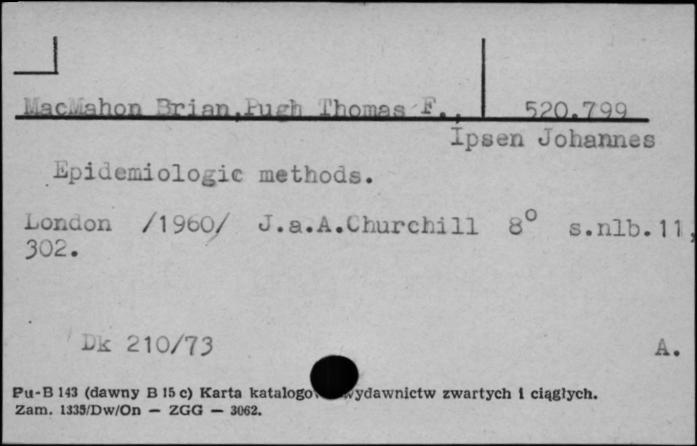 MacMahon Brian,Pugh Thomas F., 520.799
Ipsen Johannes
Epidemiologic methods.
London /1960/ J.a.A.Churchill 8° s.nlb.11,
302.
Dk 210/73 A.
Pu-B 143 (dawny B 15 c) Karta katalogo wydawnictw zwartych i ciągłych.
Zam. 1335/Dw/On — ZGG — 3062.